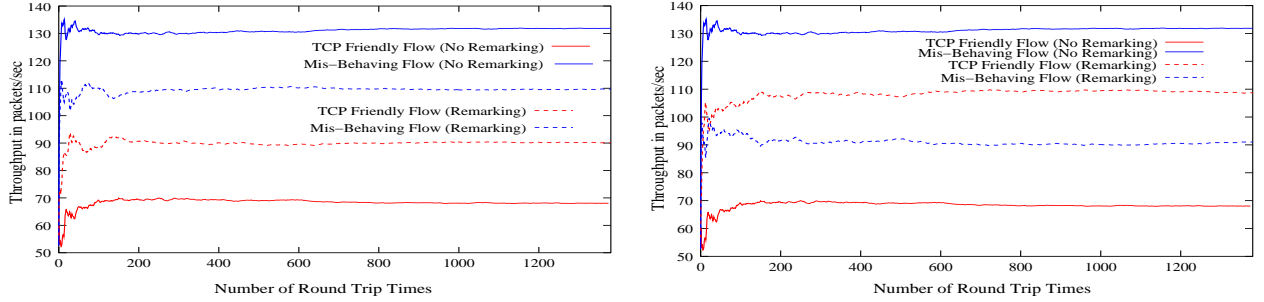 140
130
120
110
100
90
80
70
60
50
Throughput in packets/sec
TCP Friendly Flow (No Remarking)
Mis−Behaving Flow (No Remarking)
TCP Friendly Flow (Remarking)
Mis−Behaving Flow (Remarking)
0 200 400 600 800 1000 1200
Number of Round Trip Times
140
130
120
110
100
90
80
70
60
50
Throughput in packets/sec
TCP Friendly Flow (No Remarking)
Mis−Behaving Flow (No Remarking)
TCP Friendly Flow (Remarking)
Mis−Behaving Flow (Remarking)
0 200 400 600 800 1000 1200
Number of Round Trip Times